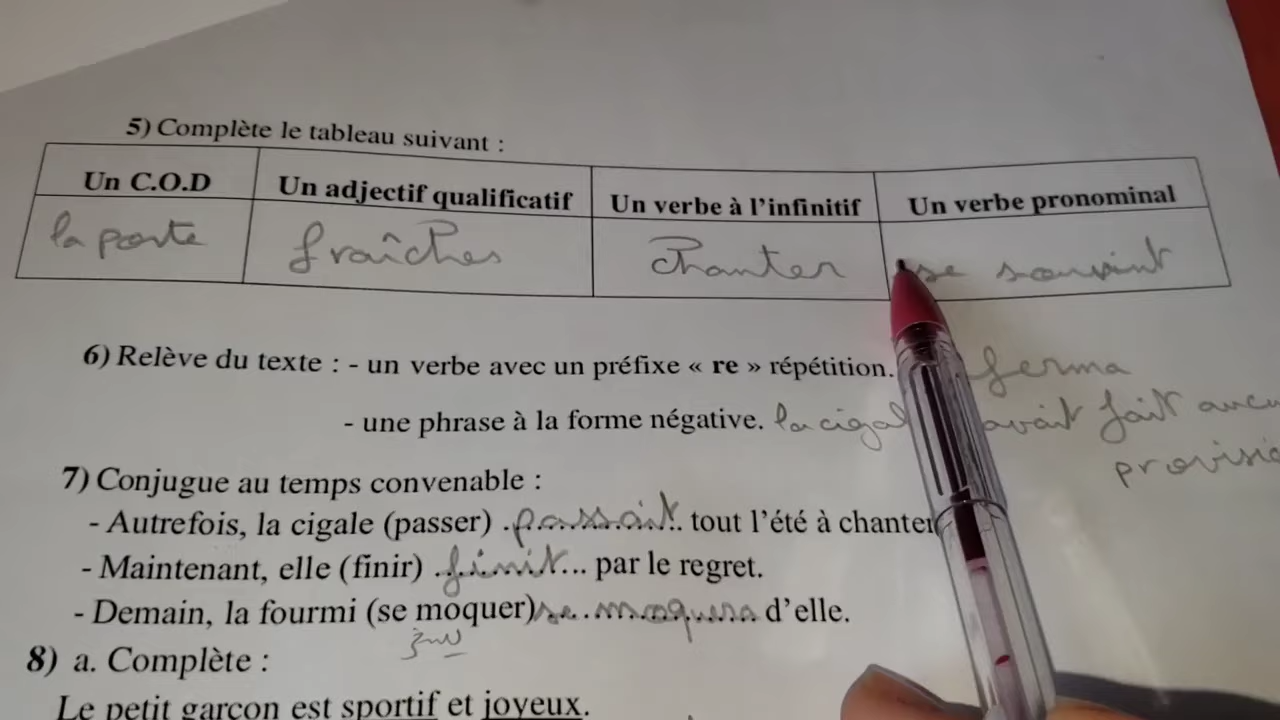 5) Complète le tableau suivant :
Un C.O.D Un adjectif qualificatif Un verbe à l'infinitif Un verbe pronominal
la porte fraîches chanter se souvint
6) Relève du texte : - un verbe avec un préfixe « re » répétition. ferma
- une phrase à la forme négative. la cigal avait fait aucu
provisio
7) Conjugue au temps convenable :
- Autrefois, la cigale (passer) passait tout l'été à chanter
- Maintenant, elle (finir) finit par le regret.
- Demain, la fourmi (se moquer) se moquera d'elle.
8) a. Complète :
Le petit garçon est sportif et joyeux.